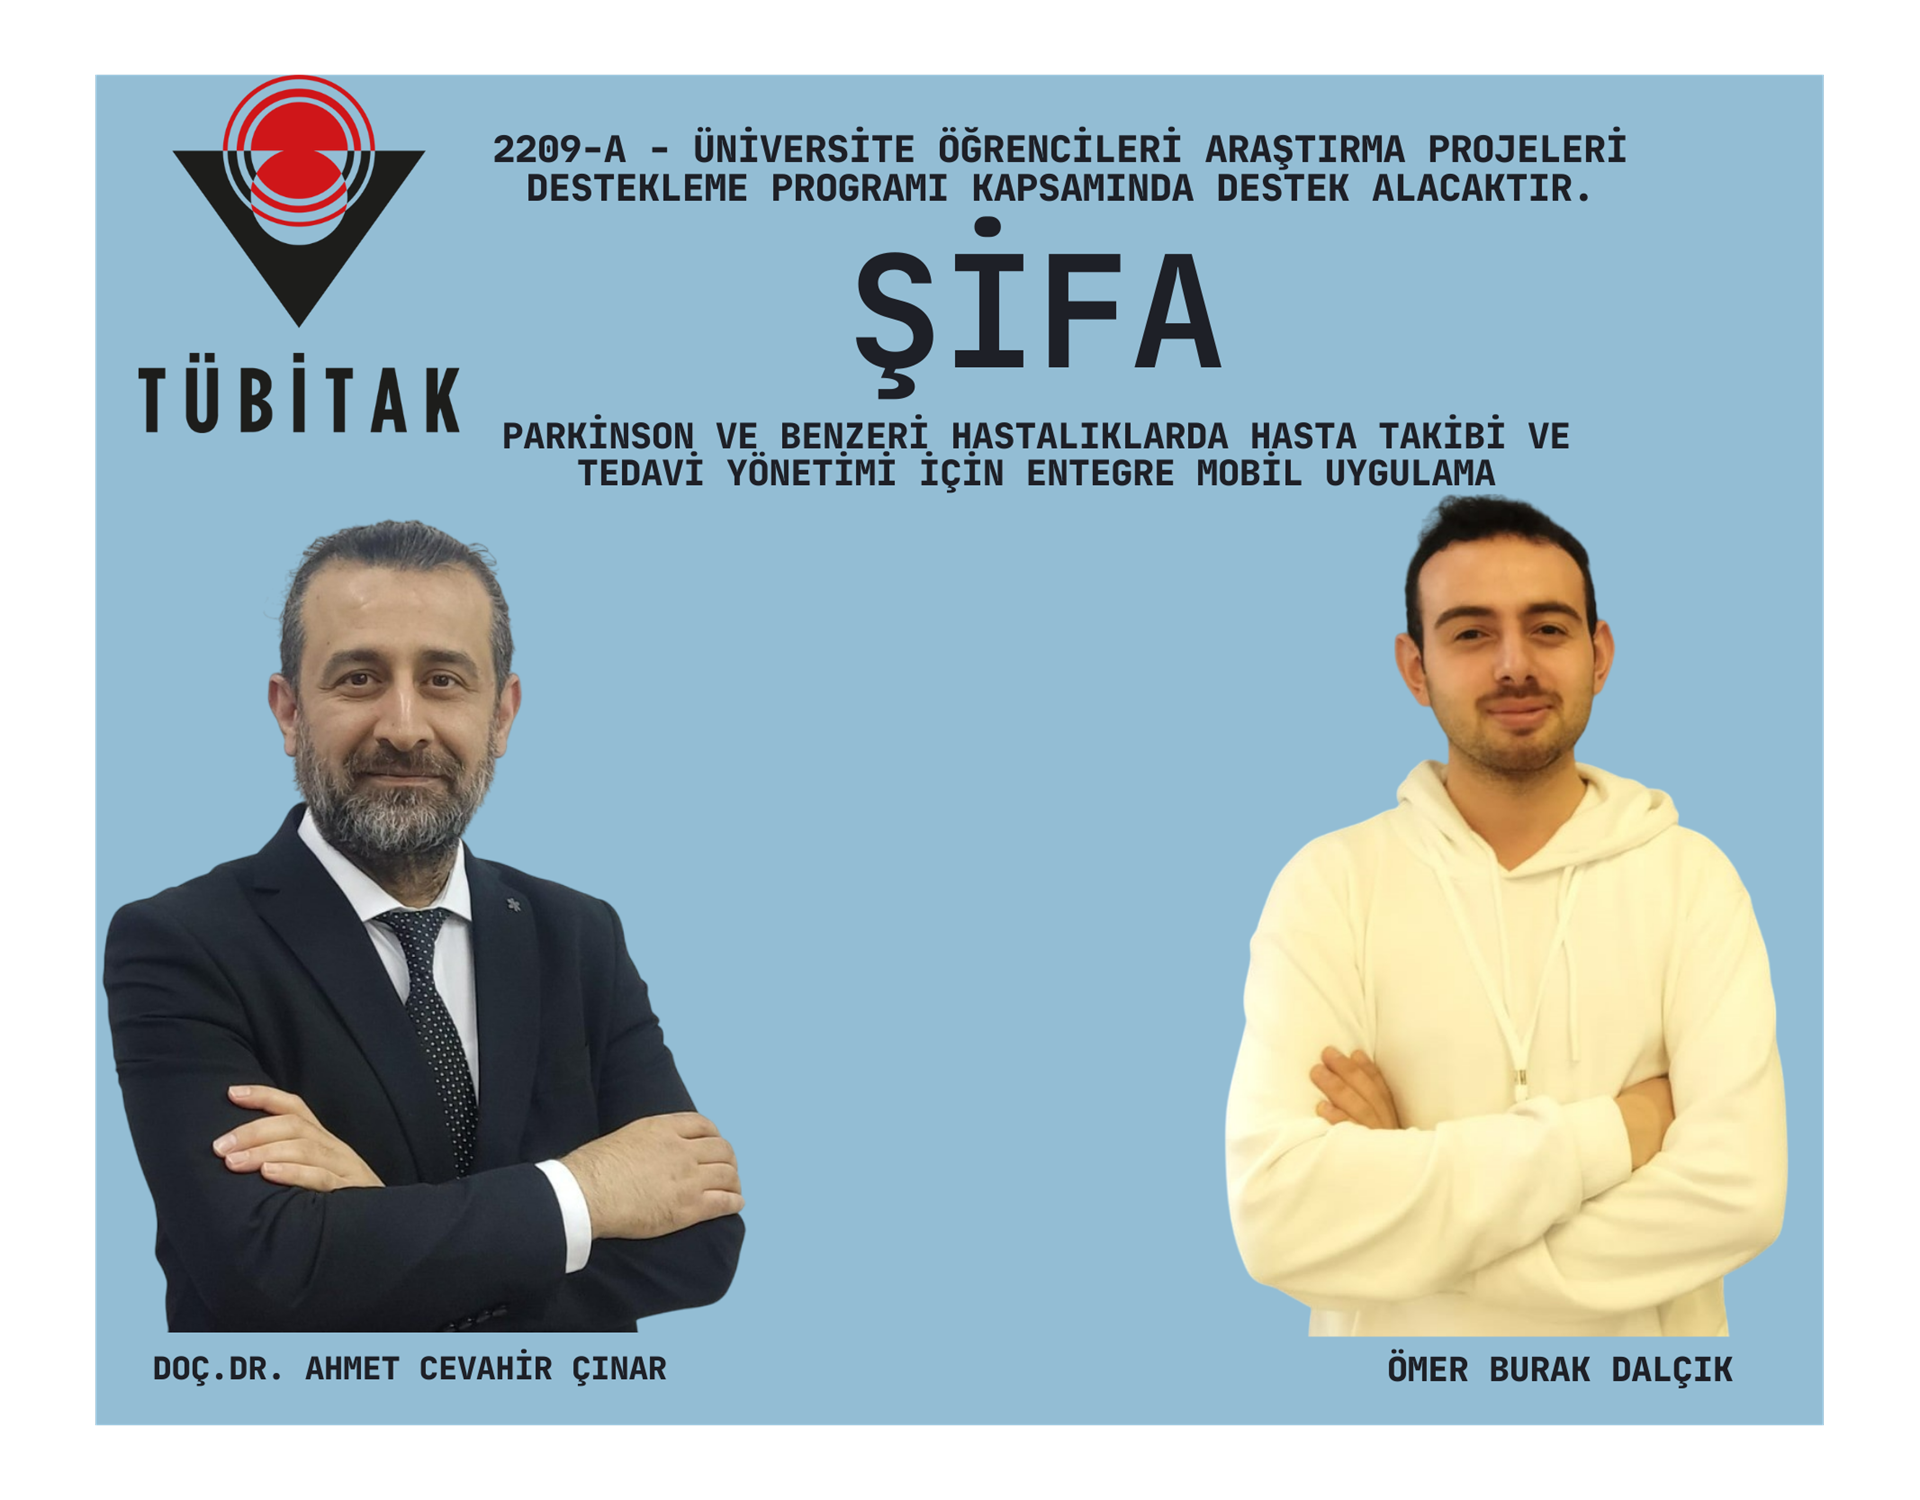 2209-A - ÜNİVERSİTE ÖĞRENCİLERİ ARAŞTIRMA PROJELERİ
DESTEKLEME PROGRAMI KAPSAMINDA DESTEK ALACAKTIR.
ŞİFA
TÜBİTAK
PARKİNSON VE BENZERİ HASTALIKLARDA HASTA TAKİBİ VE
TEDAVİ YÖNETİMİ İÇİN ENTEGRE MOBİL UYGULAMA
DOÇ.DR. AHMET CEVAHİR ÇINAR
ÖMER BURAK DALÇIK